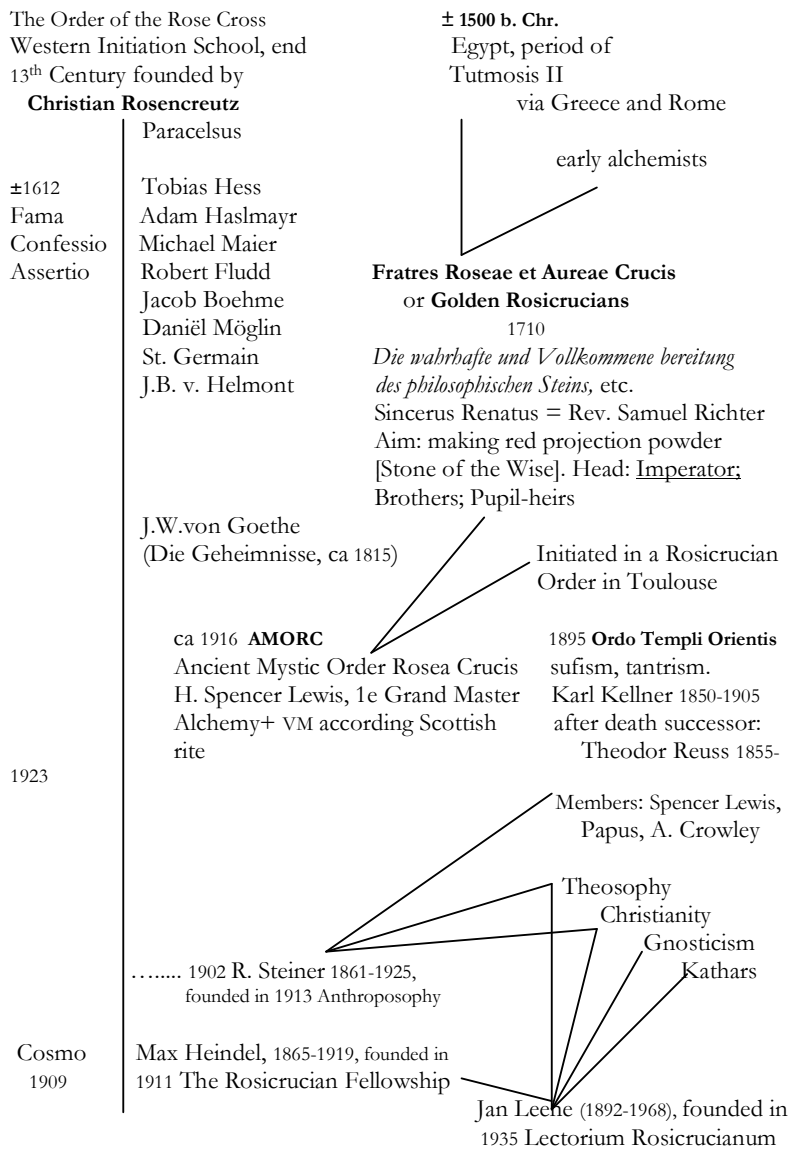 The Order of the Rose Cross
Western Initiation School, end
13th Century founded by
Christian Rosencreutz
± 1500 b. Chr.
Egypt, period of
Tutmosis II
via Greece and Rome
early alchemists
Paracelsus
±1612
Fama
Confessio
Assertio
Tobias Hess
Adam Haslmayr
Michael Maier
Robert Fludd
Jacob Boehme
Daniël Möglin
St. Germain
J.B. v. Helmont
Fratres Roseae et Aureae Crucis
or Golden Rosicrucians
1710
Die wahrhafte und Vollkommene bereitung
des philosophischen Steins, etc.
Sincerus Renatus = Rev. Samuel Richter
Aim: making red projection powder
[Stone of the Wise]. Head: Imperator;
Brothers; Pupil-heirs
J.W.von Goethe
(Die Geheimnisse, ca 1815)
Initiated in a Rosicrucian
Order in Toulouse
ca 1916 AMORC
Ancient Mystic Order Rosea Crucis
H. Spencer Lewis, 1e Grand Master
Alchemy+ VM according Scottish
rite
1895 Ordo Templi Orientis
sufism, tantrism.
Karl Kellner 1850-1905
after death successor:
Theodor Reuss 1855-
1923
Members: Spencer Lewis,
Papus, A. Crowley
Theosophy
Christianity
Gnosticism
Kathars
…..... 1902 R. Steiner 1861-1925,
founded in 1913 Anthroposophy
Cosmo
1909
Max Heindel, 1865-1919, founded in
1911 The Rosicrucian Fellowship
Jan Leene (1892-1968), founded in
1935 Lectorium Rosicrucianum